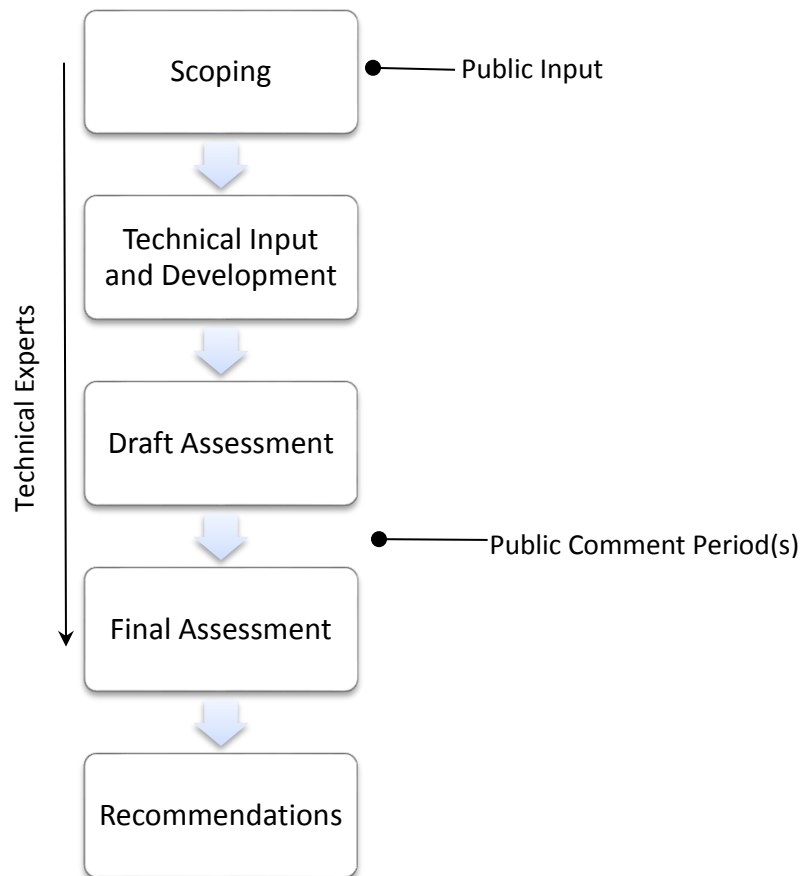 Scoping
Public Input
Technical Input
and Development
Technical Experts
Draft Assessment
Public Comment Period(s)
Final Assessment
Recommendations